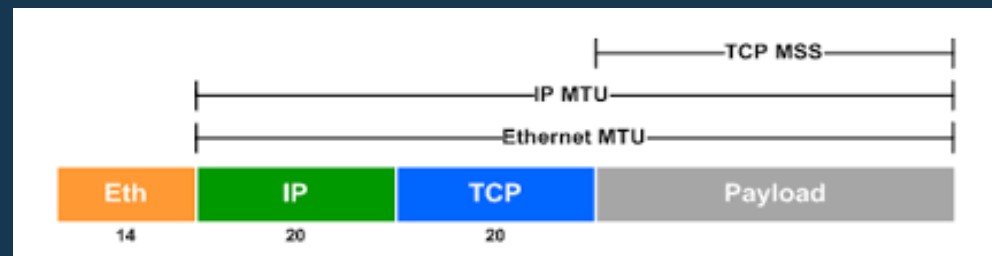 TCP MSS
IP MTU
Ethernet MTU
Eth IP TCP Payload
14 20 20